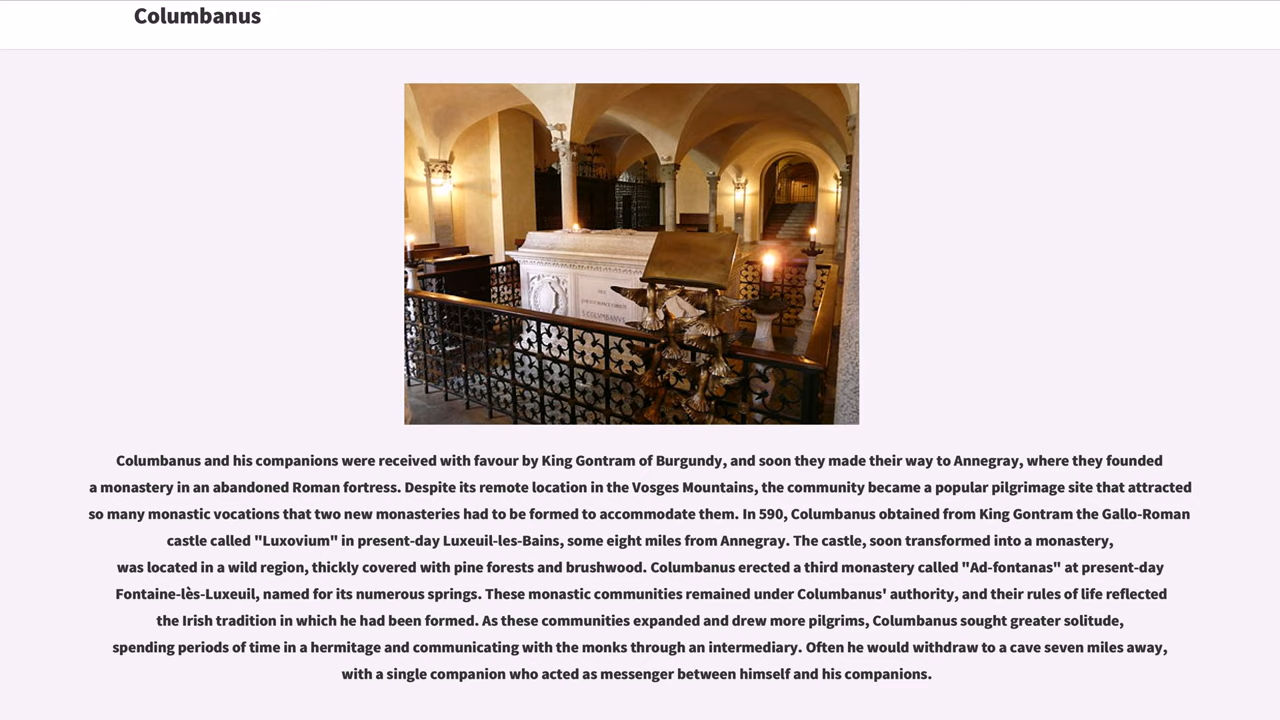 Columbanus
S.COLVMBANVS
Columbanus and his companions were received with favour by King Gontram of Burgundy, and soon they made their way to Annegray, where they founded
a monastery in an abandoned Roman fortress. Despite its remote location in the Vosges Mountains, the community became a popular pilgrimage site that attracted
so many monastic vocations that two new monasteries had to be formed to accommodate them. In 590, Columbanus obtained from King Gontram the Gallo-Roman
castle called "Luxovium" in present-day Luxeuil-les-Bains, some eight miles from Annegray. The castle, soon transformed into a monastery,
was located in a wild region, thickly covered with pine forests and brushwood. Columbanus erected a third monastery called "Ad-fontanas" at present-day
Fontaine-lès-Luxeuil, named for its numerous springs. These monastic communities remained under Columbanus' authority, and their rules of life reflected
the Irish tradition in which he had been formed. As these communities expanded and drew more pilgrims, Columbanus sought greater solitude,
spending periods of time in a hermitage and communicating with the monks through an intermediary. Often he would withdraw to a cave seven miles away,
with a single companion who acted as messenger between himself and his companions.